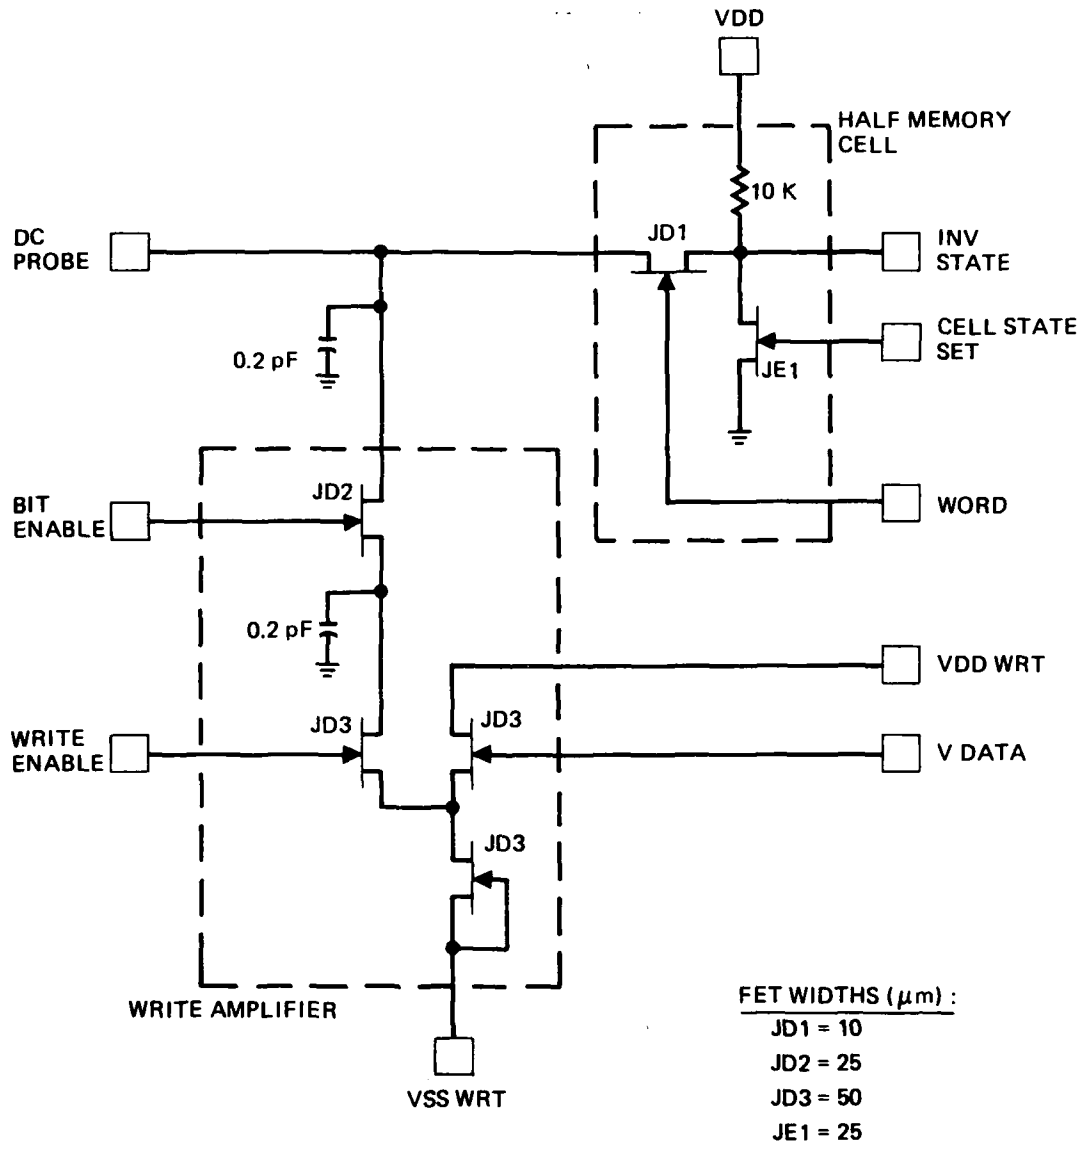 VDD
HALF MEMORY
CELL
10 K
DC
PROBE
JD1
INV
STATE
0.2 pF
CELL STATE
SET
JE1
BIT
ENABLE
JD2
WORD
0.2 pF
VDD WRT
WRITE
ENABLE
JD3
JD3
V DATA
JD3
WRITE AMPLIFIER
VSS WRT
FET WIDTHS (μm) :
JD1 = 10
JD2 = 25
JD3 = 50
JE1 = 25